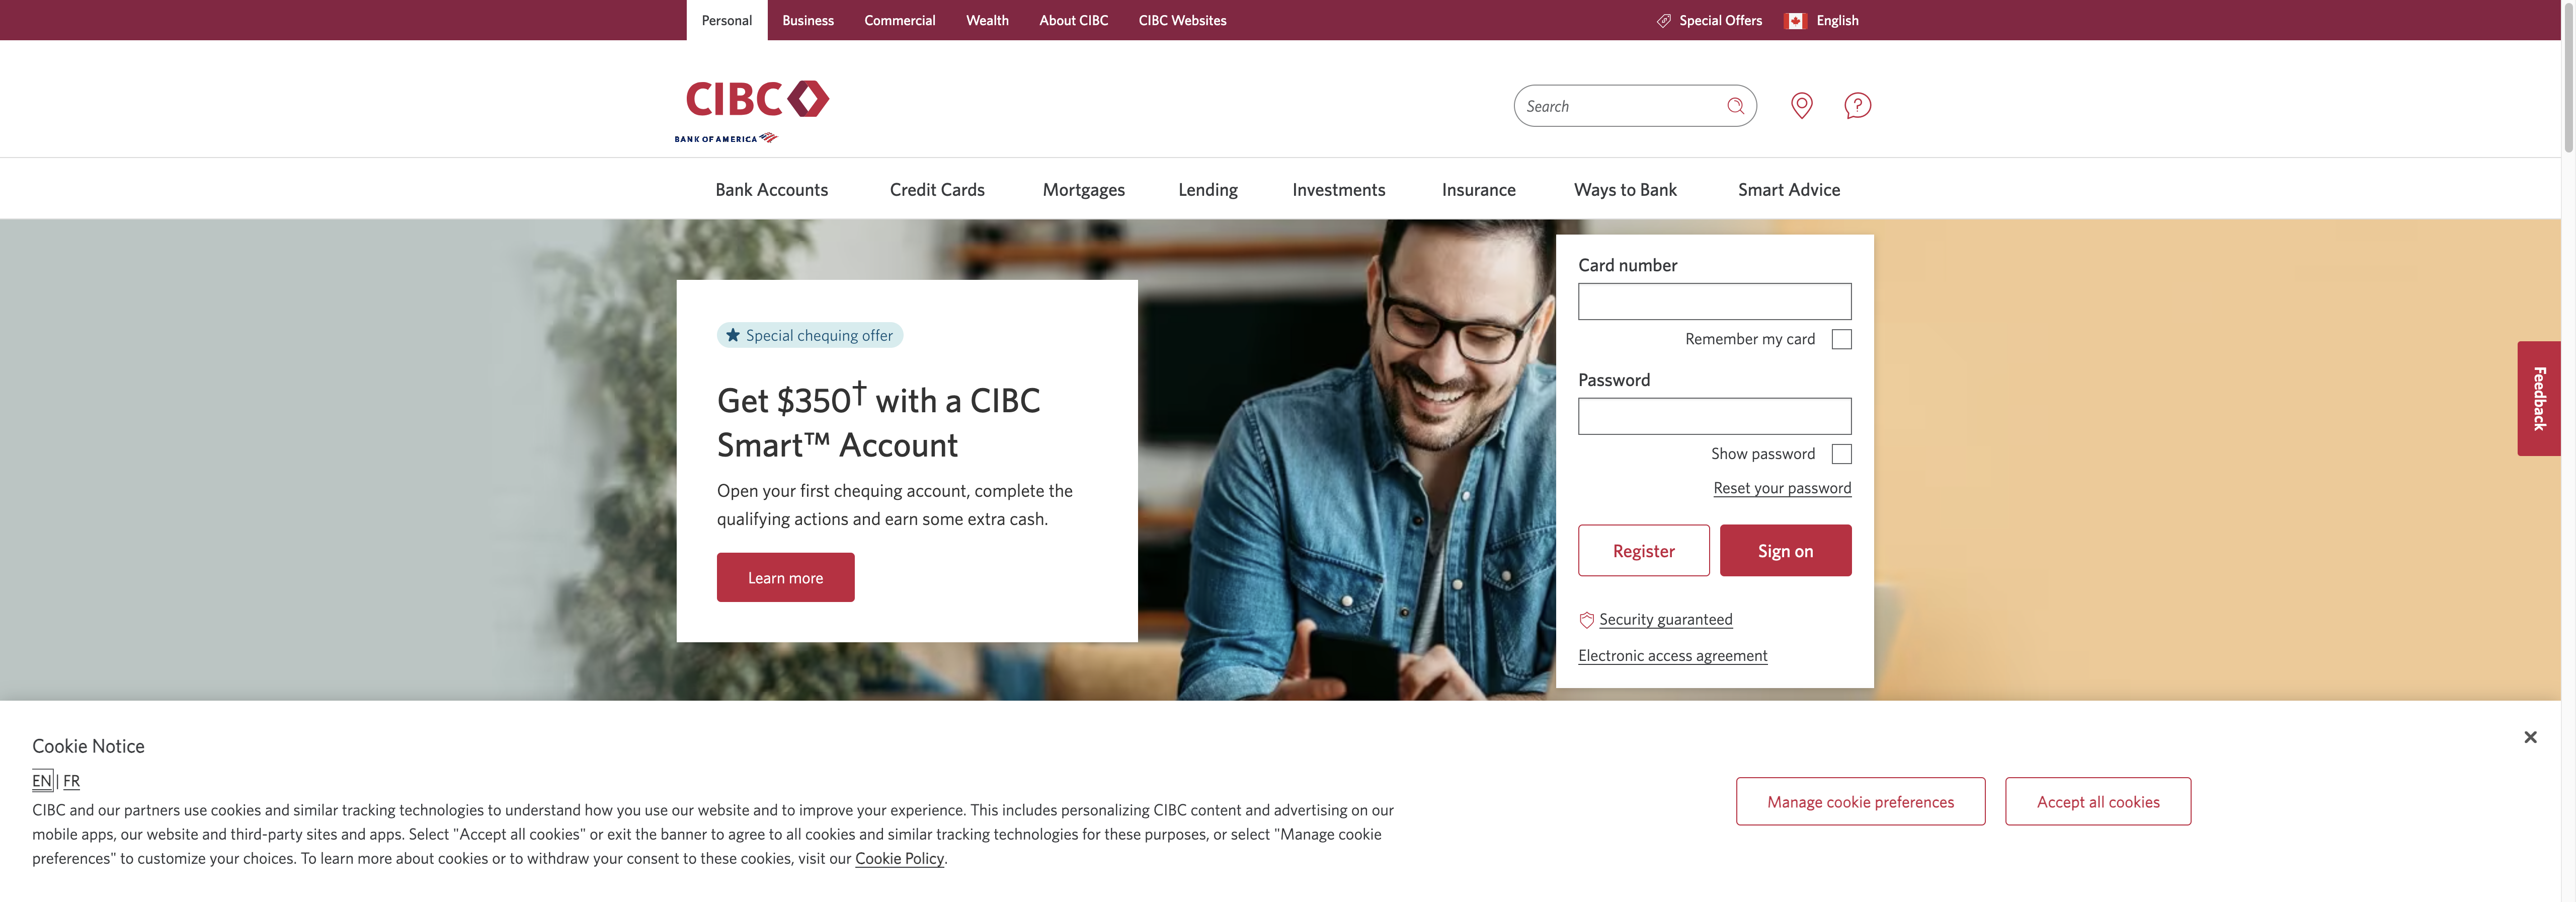 Personal
Business
Commercial
Wealth
About CIBC
CIBC Websites
Special Offers
English
CIBC
BANK OF AMERICA
Search
Bank Accounts
Credit Cards
Mortgages
Lending
Investments
Insurance
Ways to Bank
Smart Advice
Special chequing offer
Get $350† with a CIBC
Smart™ Account
Open your first chequing account, complete the
qualifying actions and earn some extra cash.
Learn more
Card number
Remember my card
Password
Show password
Reset your password
Register
Sign on
Security guaranteed
Electronic access agreement
Feedback
Cookie Notice
EN | FR
CIBC and our partners use cookies and similar tracking technologies to understand how you use our website and to improve your experience. This includes personalizing CIBC content and advertising on our
mobile apps, our website and third-party sites and apps. Select "Accept all cookies" or exit the banner to agree to all cookies and similar tracking technologies for these purposes, or select "Manage cookie
preferences" to customize your choices. To learn more about cookies or to withdraw your consent to these cookies, visit our Cookie Policy.
Manage cookie preferences
Accept all cookies